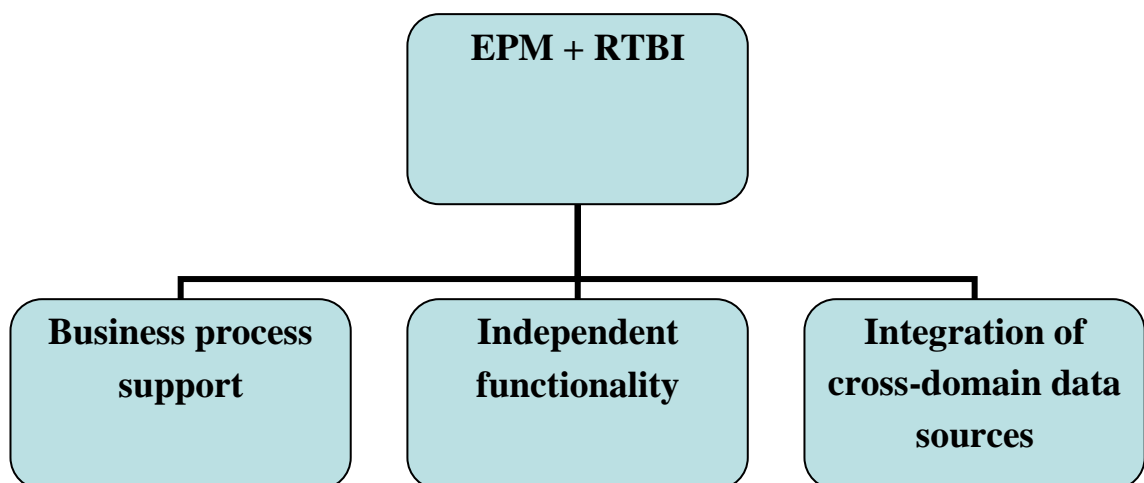 EPM + RTBI
Business process
support
Independent
functionality
Integration of
cross-domain data
sources